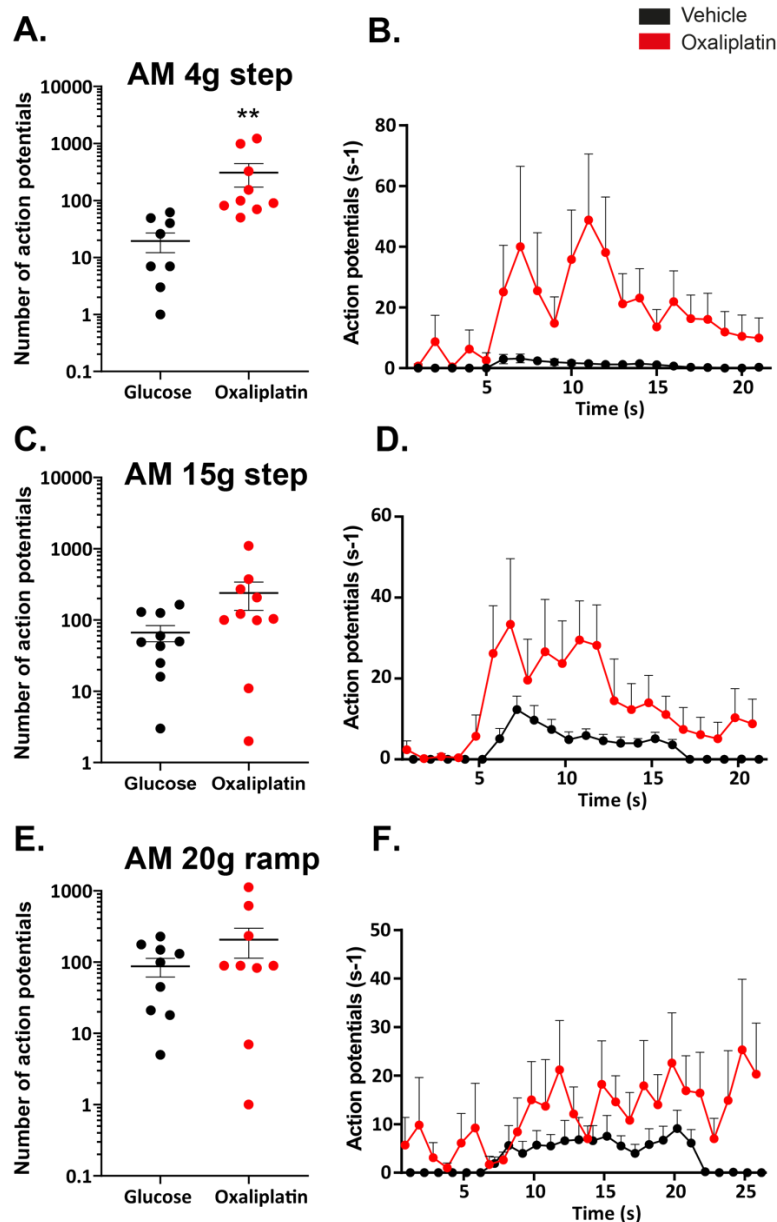 Vehicle
Oxaliplatin
A.
AM 4g step
B.
**
Number of action potentials
10000
1000
100
10
1
0.1
Glucose
Oxaliplatin
Action potentials (s-1)
80
60
40
20
0
5
10
15
20
Time (s)
C.
AM 15g step
D.
Number of action potentials
10000
1000
100
10
1
Glucose
Oxaliplatin
Action potentials (s-1)
60
40
20
0
5
10
15
20
Time (s)
E.
AM 20g ramp
F.
Number of action potentials
1000
100
10
1
0.1
Glucose
Oxaliplatin
Action potentials (s-1)
50
40
30
20
10
0
5
10
15
20
25
Time (s)